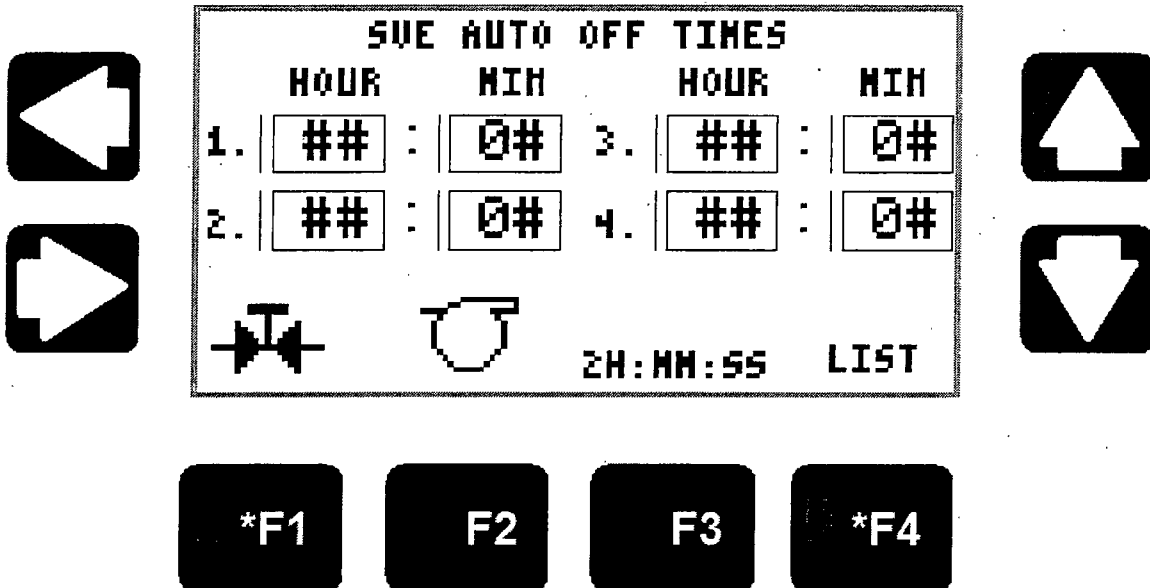 SVE AUTO OFF TIMES
HOUR MIN HOUR MIN
1. ## : 0# 3. ## : 0#
2. ## : 0# 4. ## : 0#
2H:MM:SS LIST
*F1 F2 F3 *F4